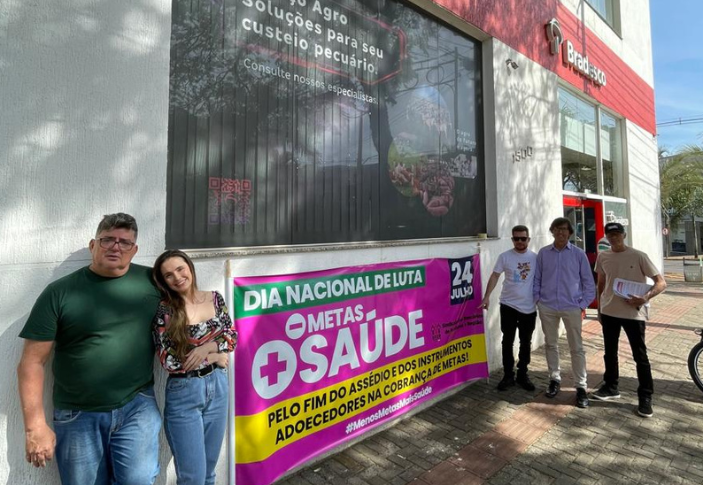 Agro
Soluções para seu
custeio pecuário.
Consulte nossos especialistas.
Bradesco
DIA NACIONAL DE LUTA
24
JULHO
METAS
SAÚDE
PELO FIM DO ASSÉDIO E DOS INSTRUMENTOS
ADOECEDORES NA COBRANÇA DE METAS!
#MenosMetasMaisSaúde